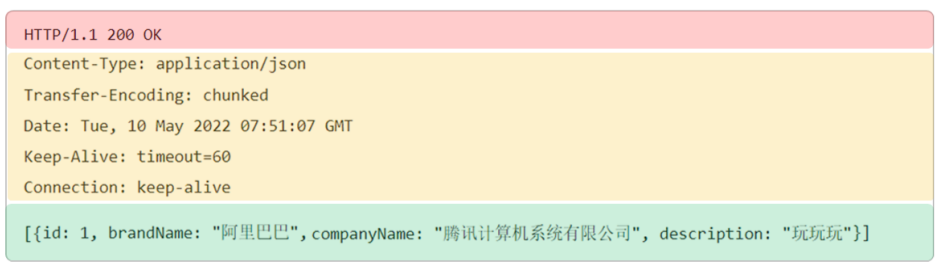 HTTP/1.1 200 OK
Content-Type: application/json
Transfer-Encoding: chunked
Date: Tue, 10 May 2022 07:51:07 GMT
Keep-Alive: timeout=60
Connection: keep-alive
[{id: 1, brandName: "阿里巴巴",companyName: "腾讯计算机系统有限公司", description: "玩玩玩"}]